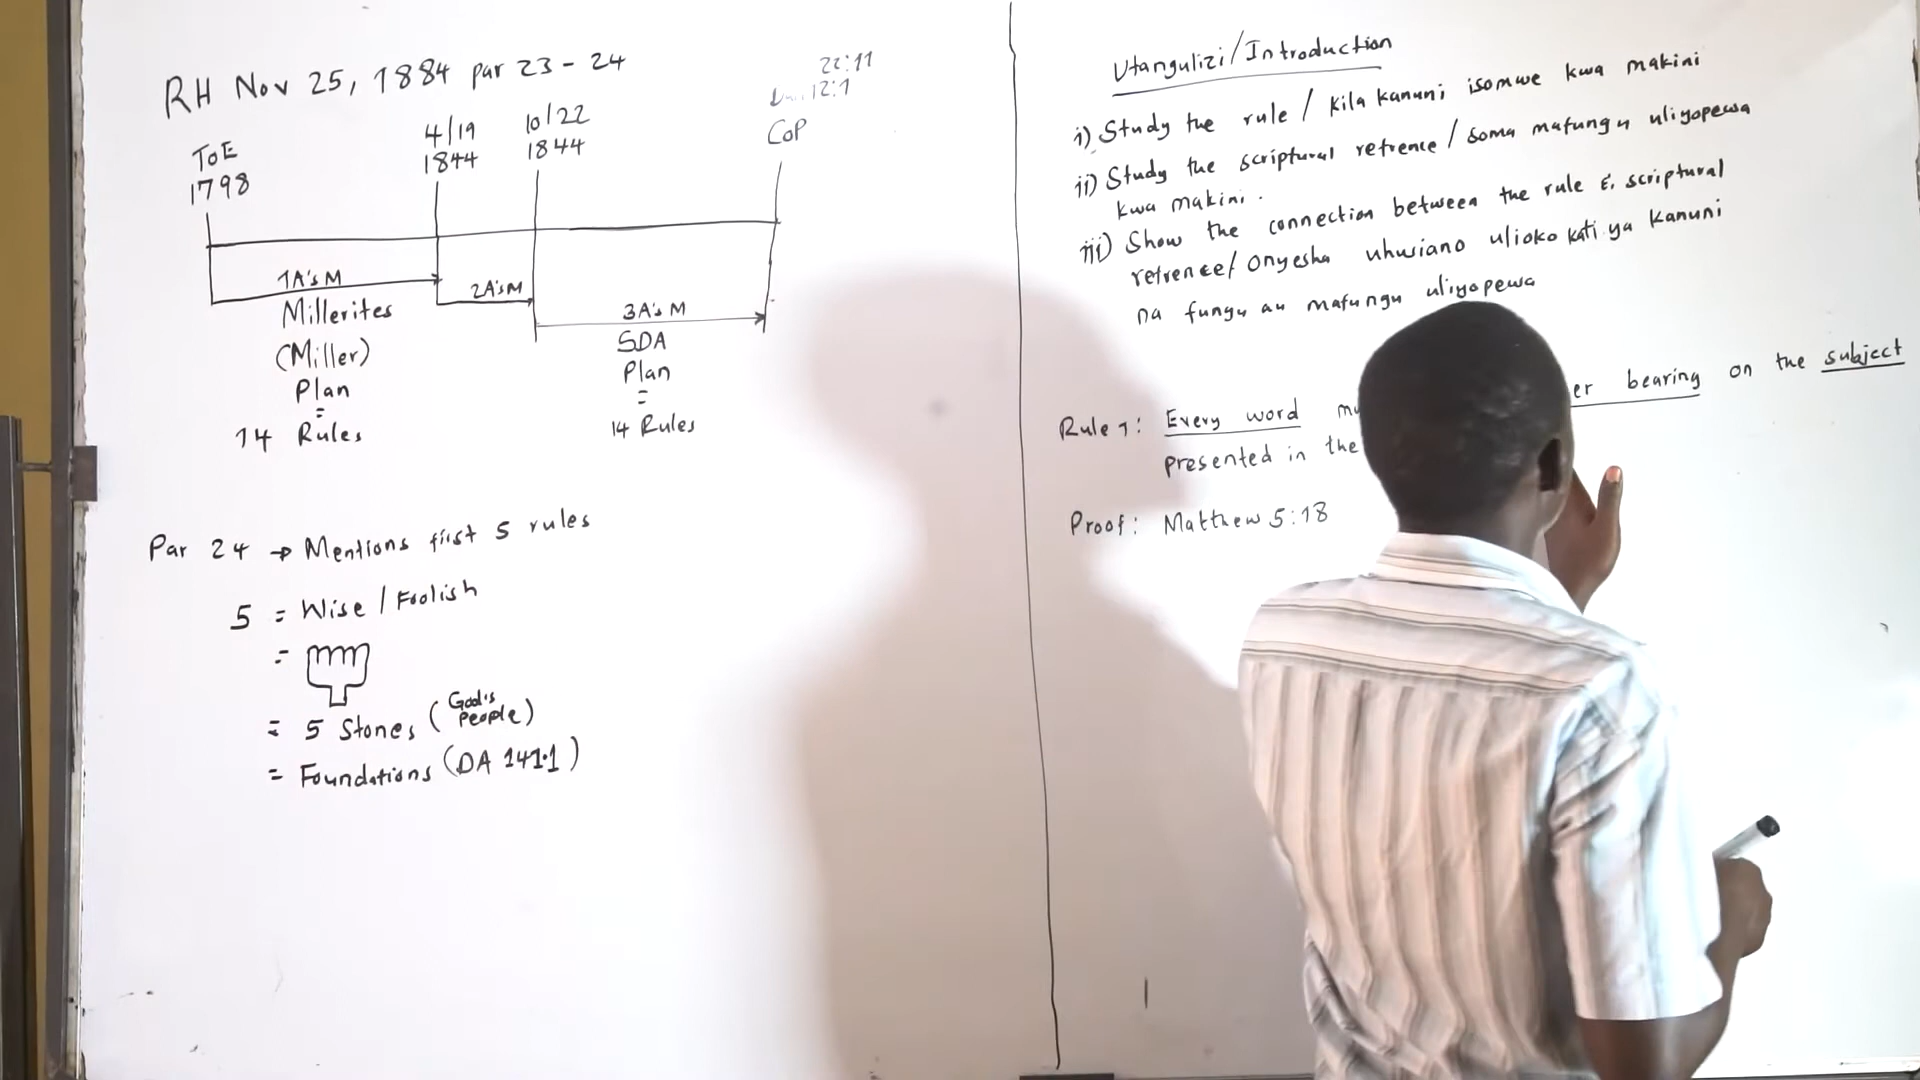 RH Nov 25, 1884 par 23 - 24
ToE
1798
4/19
1844
10/22
1844
22:11
12:1
CoP
1A's M
2A's M
3A's M
Millerites
(Miller)
Plan
=
14 Rules
SDA
Plan
=
14 Rules
Par 24 → Mentions first 5 rules
5 = Wise / Foolish
=
= 5 Stones (God's people)
= Foundations (DA 141.1)
Utangulizi/Introduction
i) Study the rule / kila kanuni isomwe kwa makini
ii) Study the scriptural refrence / soma mafungu uliyopewa
kwa makini.
iii) Show the connection between the rule & scriptural
refrence/ onyesha uhusiano ulioko kati ya kanuni
na fungu au mafungu uliyopewa
Rule 1: Every word er bearing on the subject
presented in the
Proof: Matthew 5:18